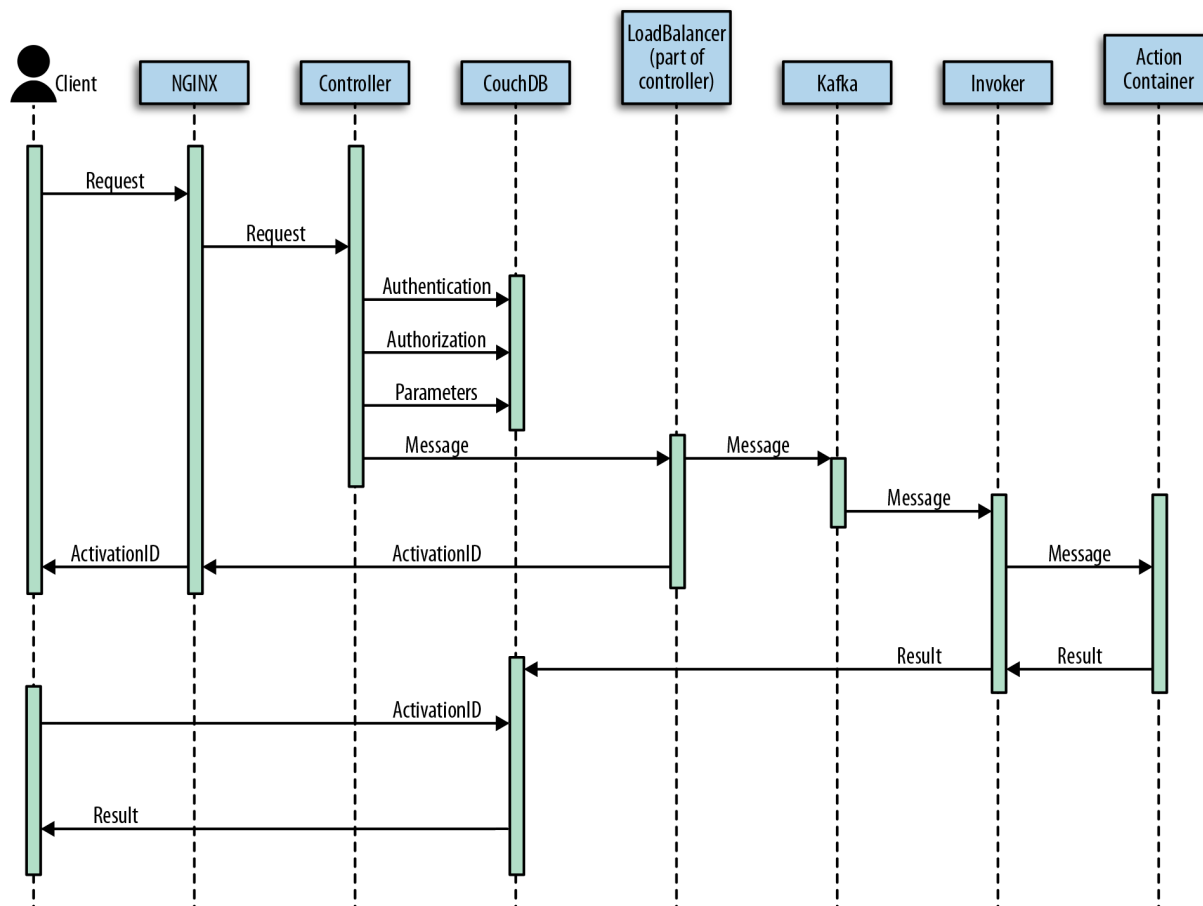 LoadBalancer
(part of
controller)
Client
NGINX
Controller
CouchDB
Kafka
Invoker
Action
Container
Request
Request
Authentication
Authorization
Parameters
Message
Message
Message
ActivationID
ActivationID
Message
Result
Result
ActivationID
Result